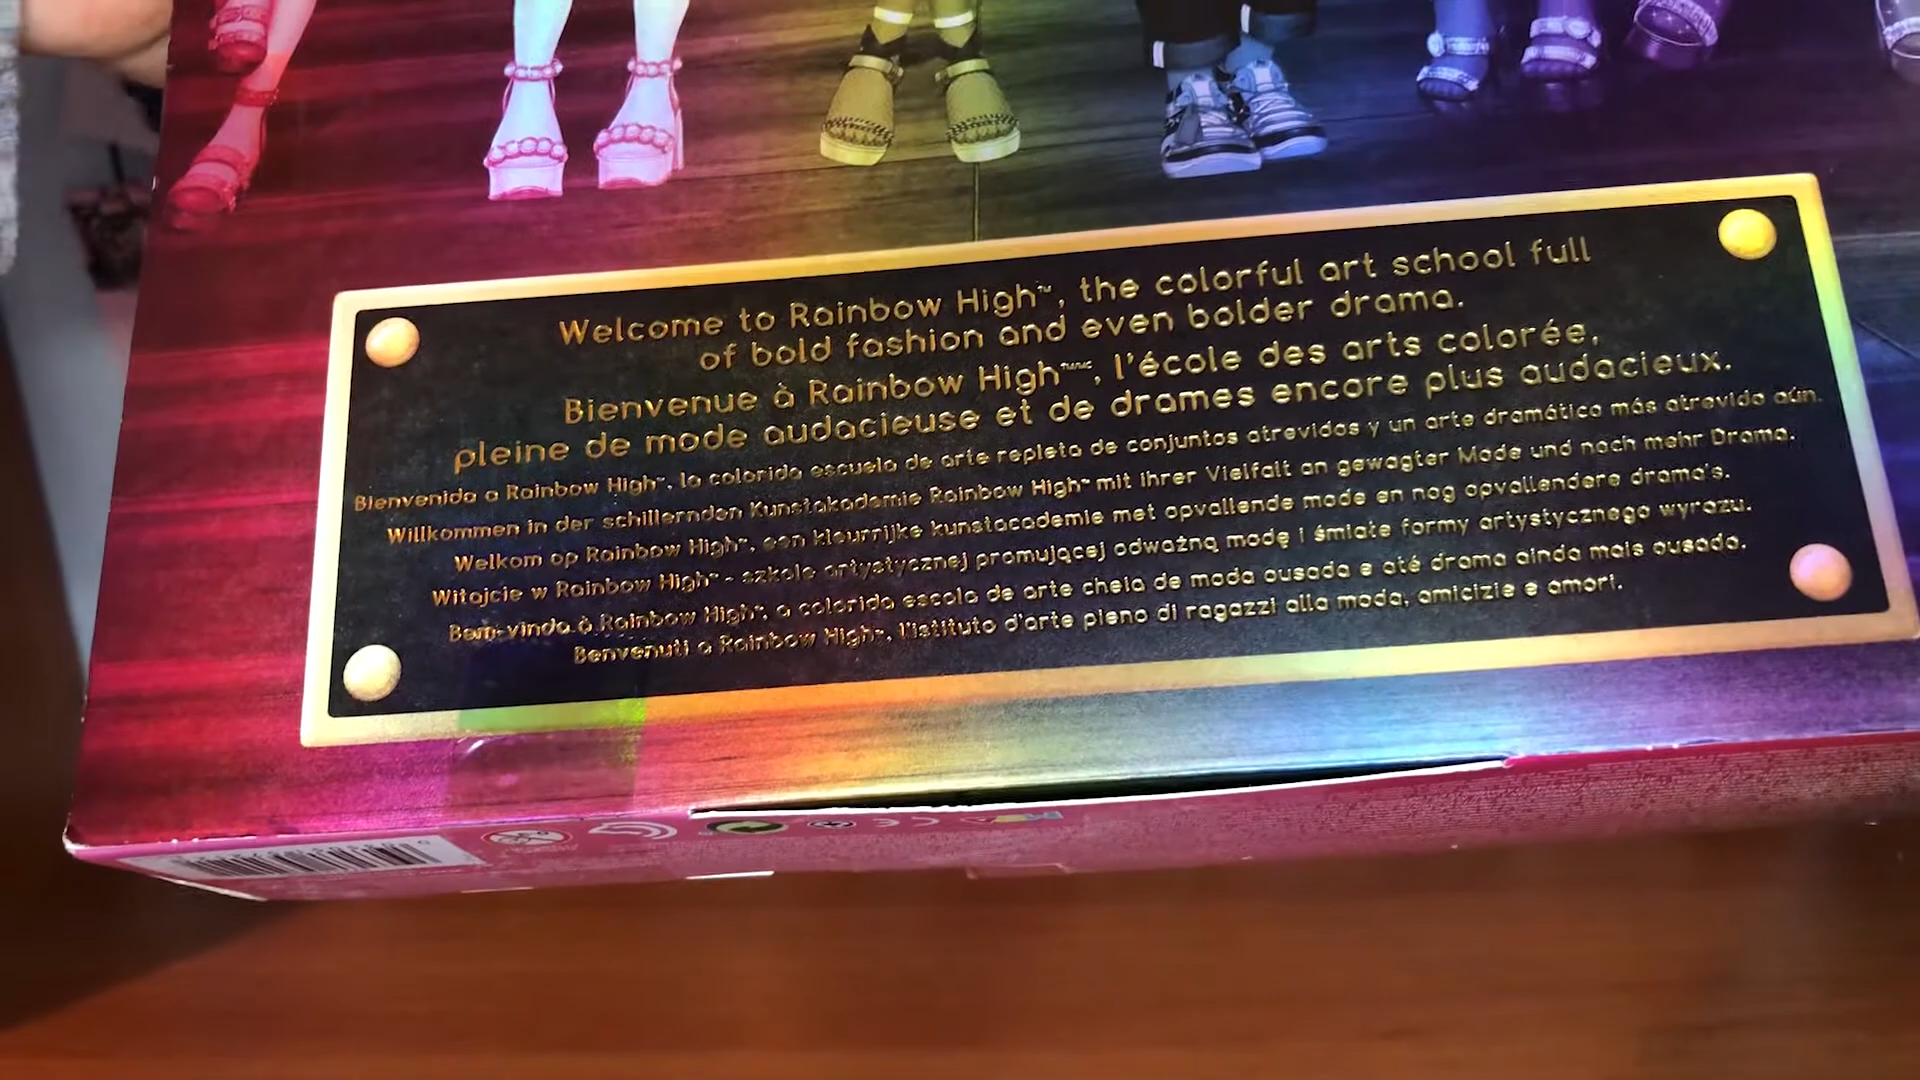 Welcome to Rainbow High™, the colorful art school full
of bold fashion and even bolder drama.
Bienvenue à Rainbow High, l'école des arts colorée,
pleine de mode audacieuse et de drames encore plus audacieux.
Bienvenida a Rainbow High™, la colorida escuela de arte repleta de conjuntos atrevidos y un arte dramático más atrevido aún.
Willkommen in der schillernden Kunstakademie Rainbow High™ mit ihrer Vielfalt an gewagter Mode und noch mehr Drama.
Welkom op Rainbow High™, een kleurrijke kunstacademie met opvallende mode en nog opvallendere drama's.
Witajcie w Rainbow High™ - szkole artystycznej promującej odważną modę i śmiałe formy artystycznego wyrazu.
Bem-vindo à Rainbow High™, a colorida escola de arte cheia de moda ousada e até drama ainda mais ousado.
Benvenuti a Rainbow High™, l'istituto d'arte pieno di ragazzi alla moda, amicizie e amori.